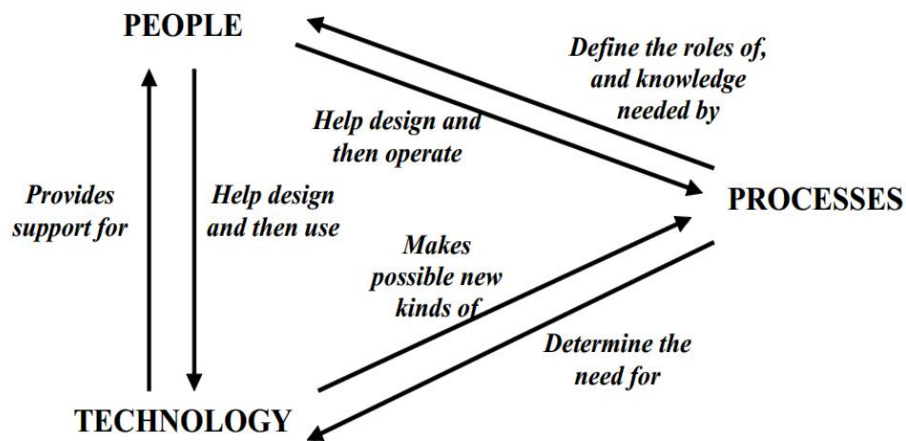 PEOPLE
Define the roles of,
and knowledge
needed by
Help design and
then operate
Provides
support for
Help design
and then use
PROCESSES
Makes
possible new
kinds of
Determine the
need for
TECHNOLOGY